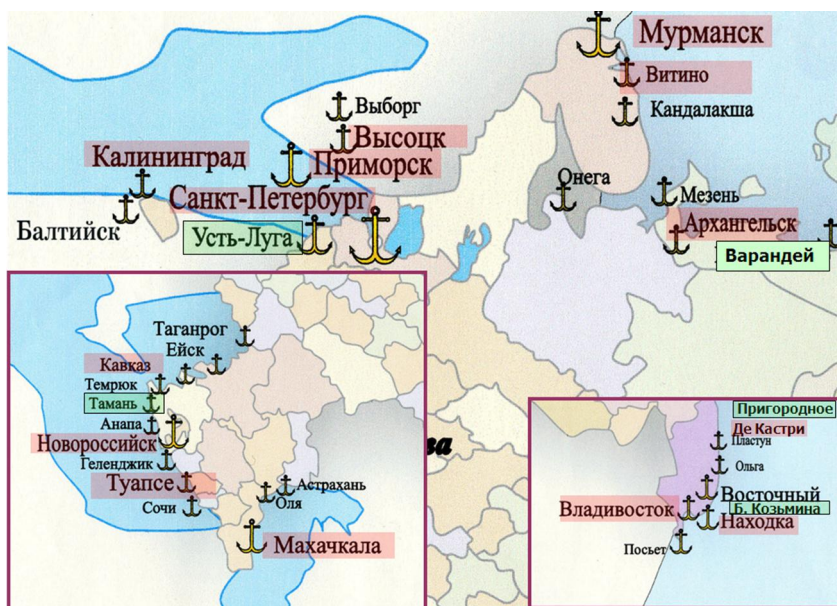 Мурманск
Витино
Кандалакша
Выборг
Высоцк
Приморск
Калининград
Санкт-Петербург
Балтийск
Усть-Луга
Онега
Мезень
Архангельск
Варандей
Таганрог
Ейск
Кавказ
Темрюк
Тамань
Анапа
Новороссийск
Геленджик
Туапсе
Сочи
Астрахань
Оля
Махачкала
ва
Пригородное
Де Кастри
Пластун
Ольга
Восточный
Б. Козьмина
Владивосток
Находка
Посьет